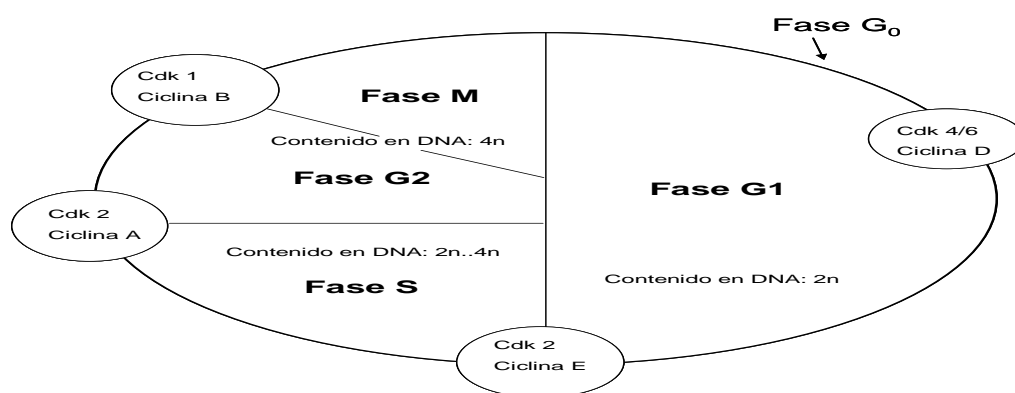 Fase G₀
Cdk 1
Ciclina B
Fase M
Cdk 4/6
Ciclina D
Contenido en DNA: 4n
Fase G2
Fase G1
Cdk 2
Ciclina A
Contenido en DNA: 2n..4n
Fase S
Contenido en DNA: 2n
Cdk 2
Ciclina E